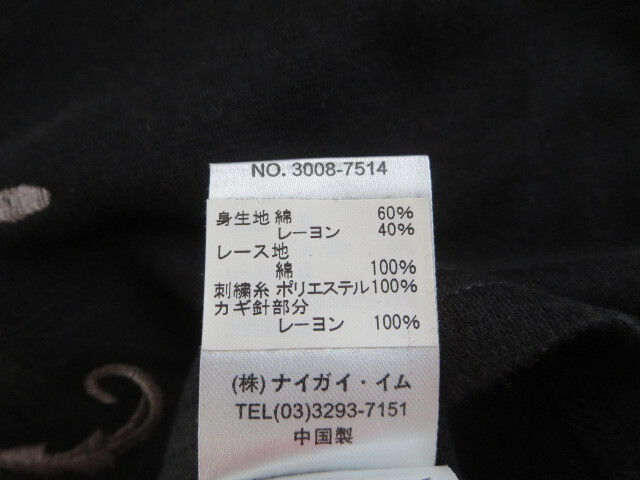 NO. 3008-7514
身生地 綿 60%
レーヨン 40%
レース地
綿 100%
刺繍糸 ポリエステル 100%
カギ針部分
レーヨン 100%
(株) ナイガイ・イム
TEL(03)3293-7151
中国製